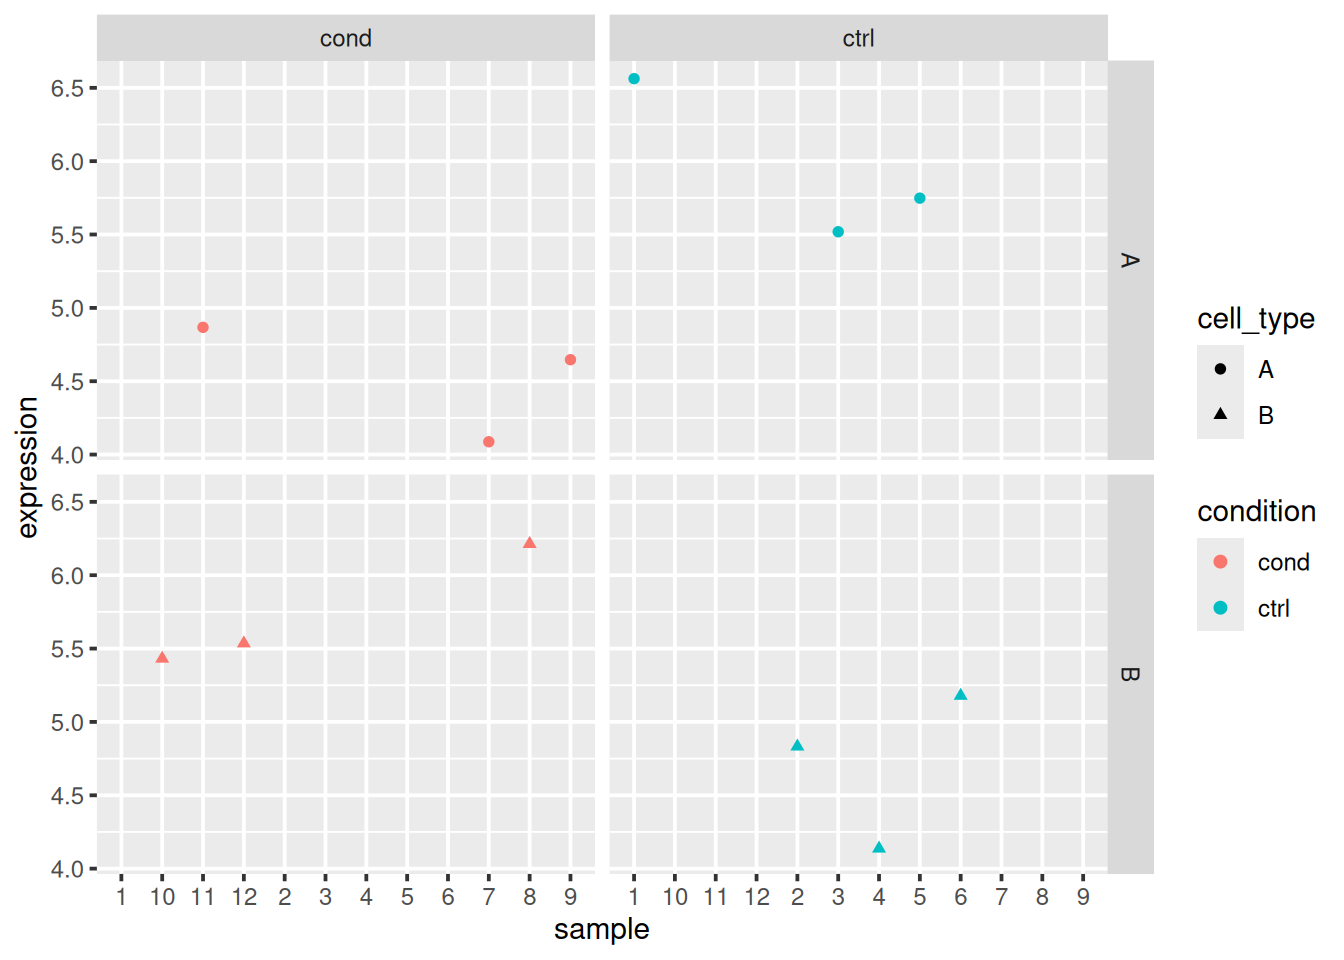 cond ctrl
6.5
6.0
5.5
5.0
4.5
4.0
A
6.5
6.0
5.5
5.0
4.5
4.0
B
expression
1 10 11 12 2 3 4 5 6 7 8 9 1 10 11 12 2 3 4 5 6 7 8 9
sample
cell_type
A
B
condition
cond
ctrl